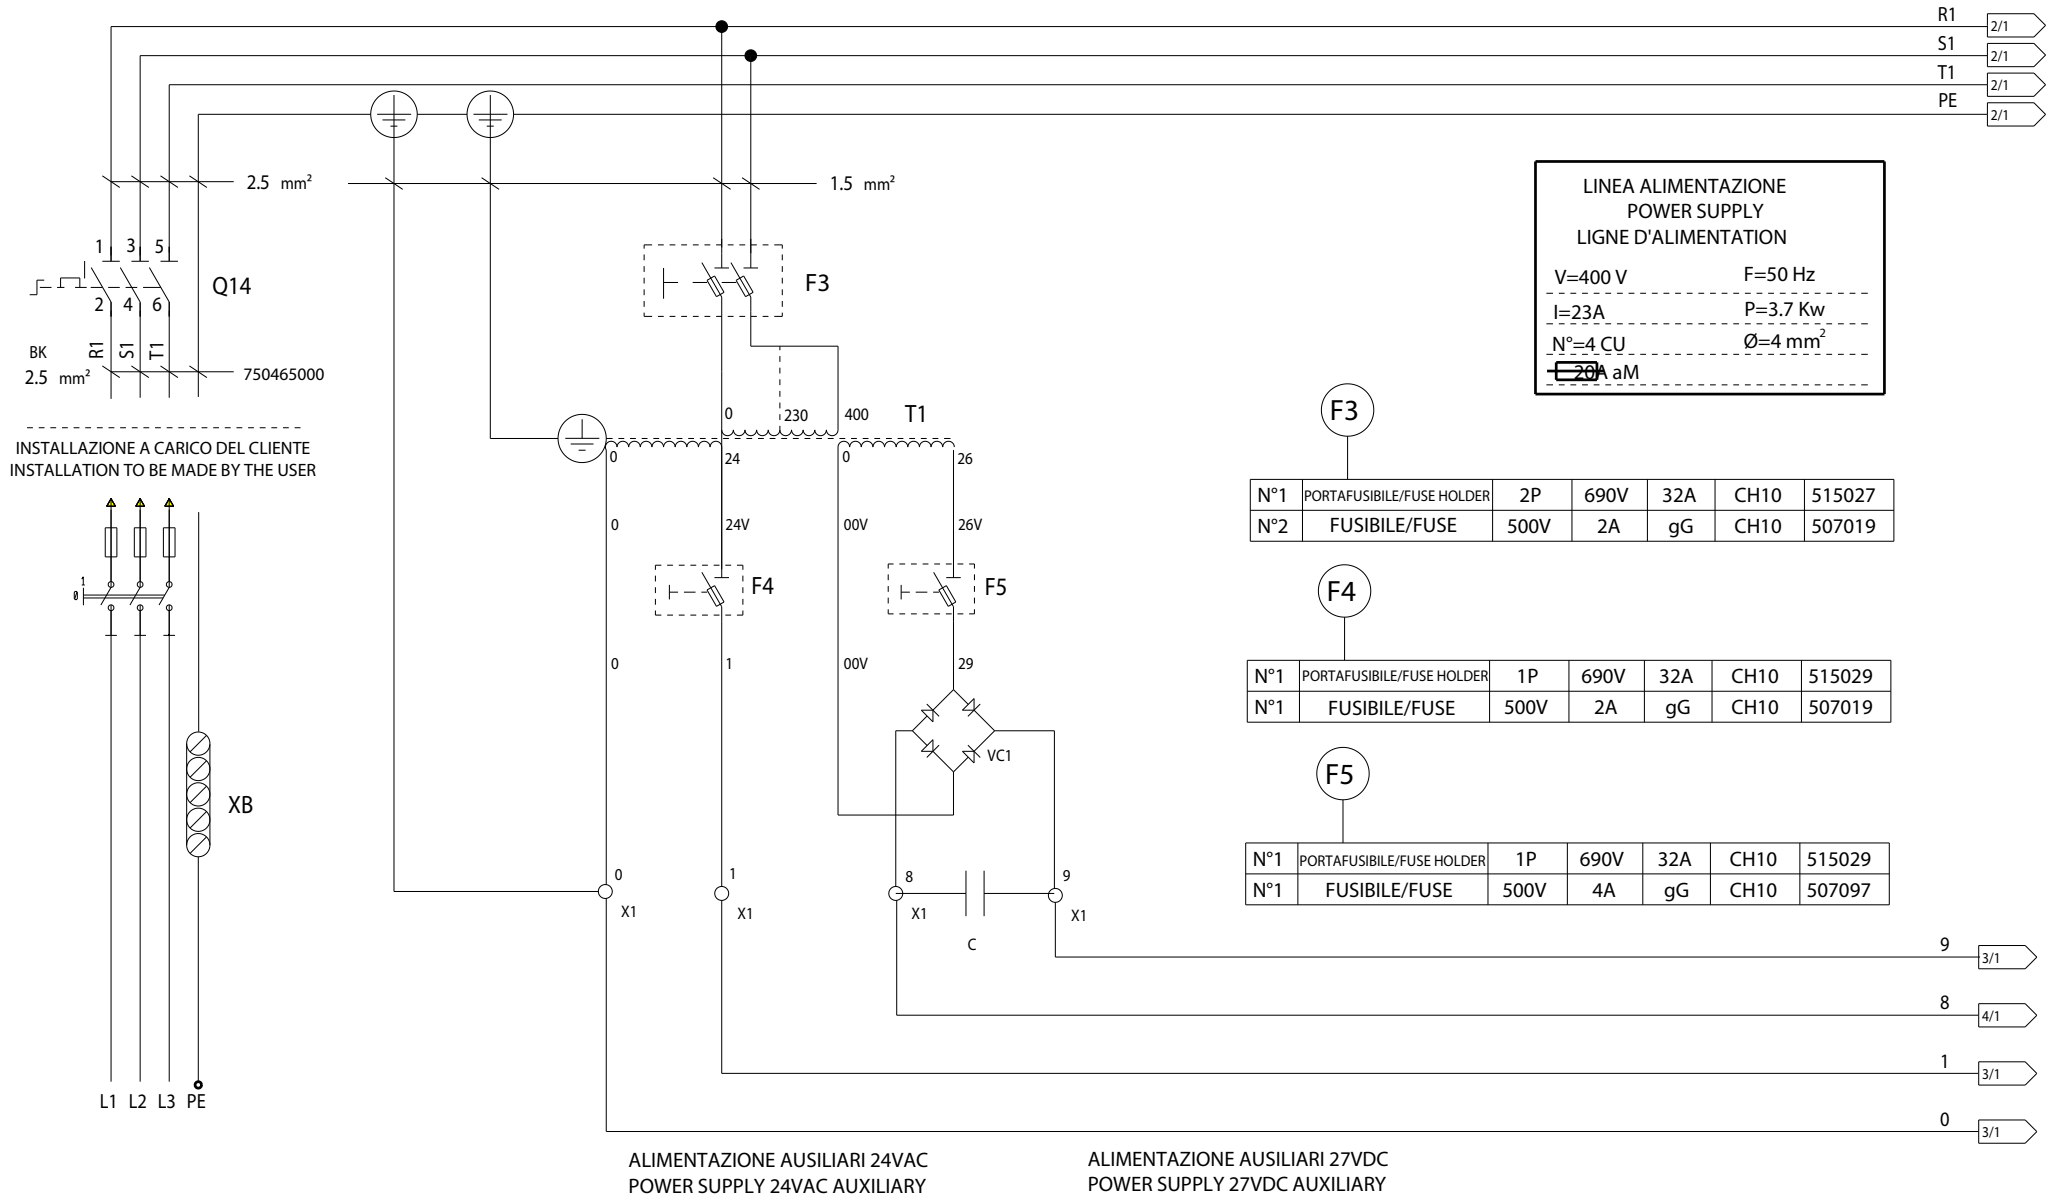 R1
2/1
S1
2/1
T1
2/1
PE
2/1
2.5 mm²
1.5 mm²
LINEA ALIMENTAZIONE
POWER SUPPLY
LIGNE D'ALIMENTATION
V=400 V F=50 Hz
I=23A P=3.7 Kw
N°=4 CU Ø=4 mm²
20A aM
1 3 5
Q14
2 4 6
F3
BK
2.5 mm²
R1 S1 T1
750465000
INSTALLAZIONE A CARICO DEL CLIENTE
INSTALLATION TO BE MADE BY THE USER
0 230 400 T1
0 24 0 26
0 24V 00V 26V
F4 F5
1
0
0 1 00V 29
VC1
XB
0 1 8 9
X1 X1 X1 X1
C
F3
N°1 PORTAFUSIBILE/FUSE HOLDER 2P 690V 32A CH10 515027
N°2 FUSIBILE/FUSE 500V 2A gG CH10 507019
F4
N°1 PORTAFUSIBILE/FUSE HOLDER 1P 690V 32A CH10 515029
N°1 FUSIBILE/FUSE 500V 2A gG CH10 507019
F5
N°1 PORTAFUSIBILE/FUSE HOLDER 1P 690V 32A CH10 515029
N°1 FUSIBILE/FUSE 500V 4A gG CH10 507097
9
3/1
8
4/1
1
3/1
0
3/1
L1 L2 L3 PE
ALIMENTAZIONE AUSILIARI 24VAC
POWER SUPPLY 24VAC AUXILIARY
ALIMENTAZIONE AUSILIARI 27VDC
POWER SUPPLY 27VDC AUXILIARY